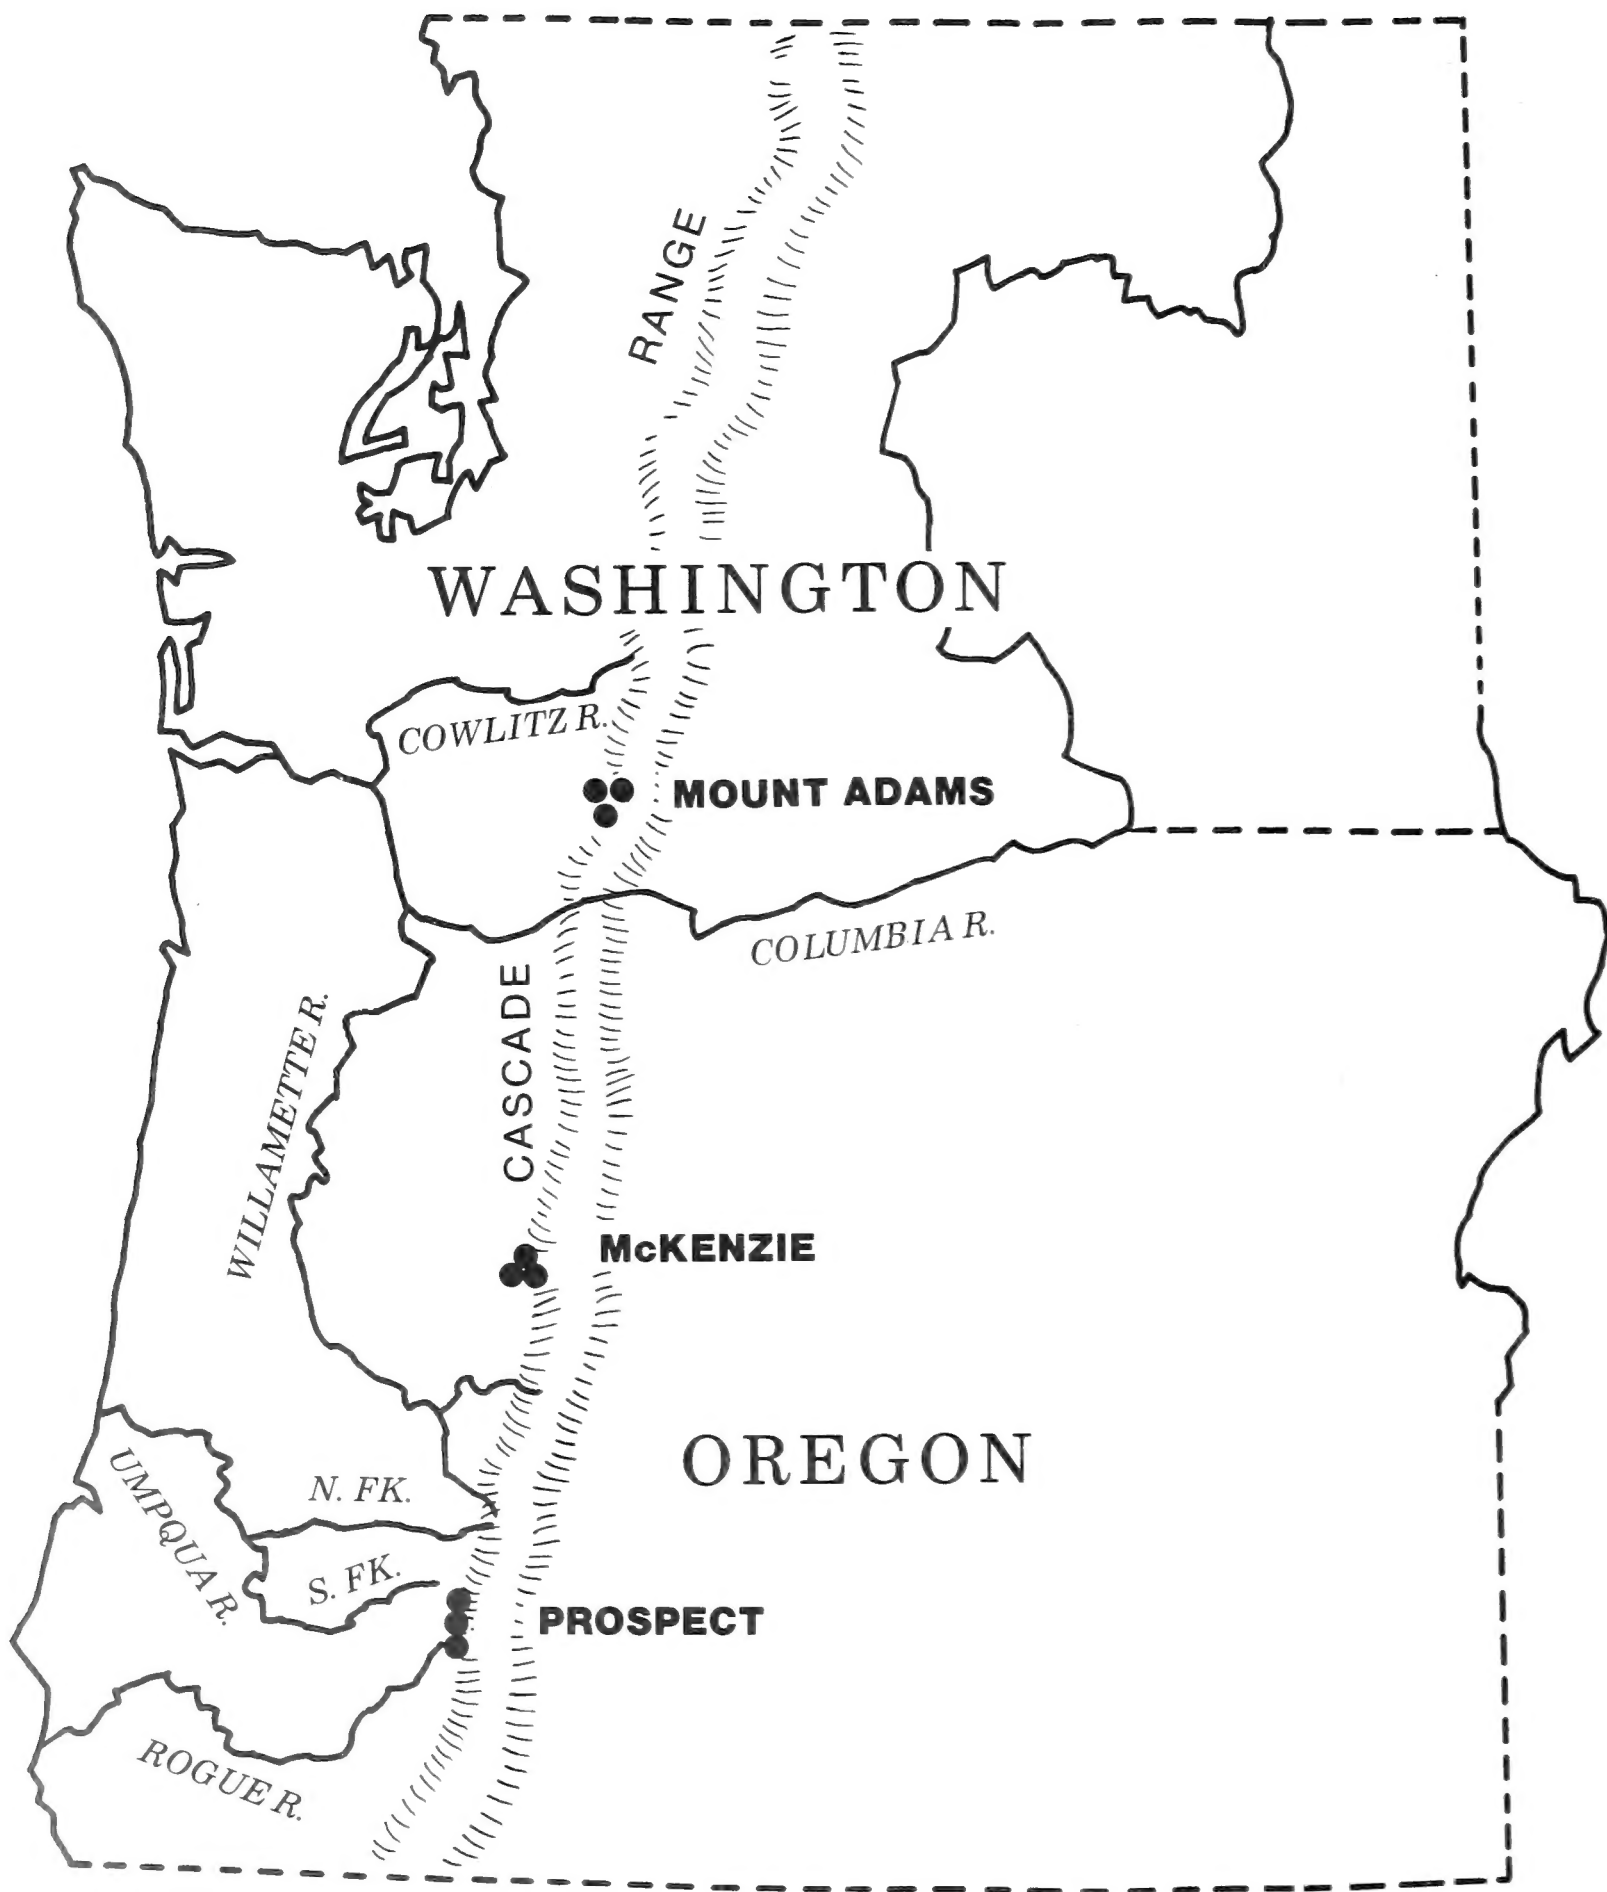 RANGE
WASHINGTON
COWLITZ R.
MOUNT ADAMS
COLUMBIA R.
CASCADE
WILLAMETTE R.
McKENZIE
OREGON
UMPQUA R.
N. FK.
S. FK.
PROSPECT
ROGUE R.